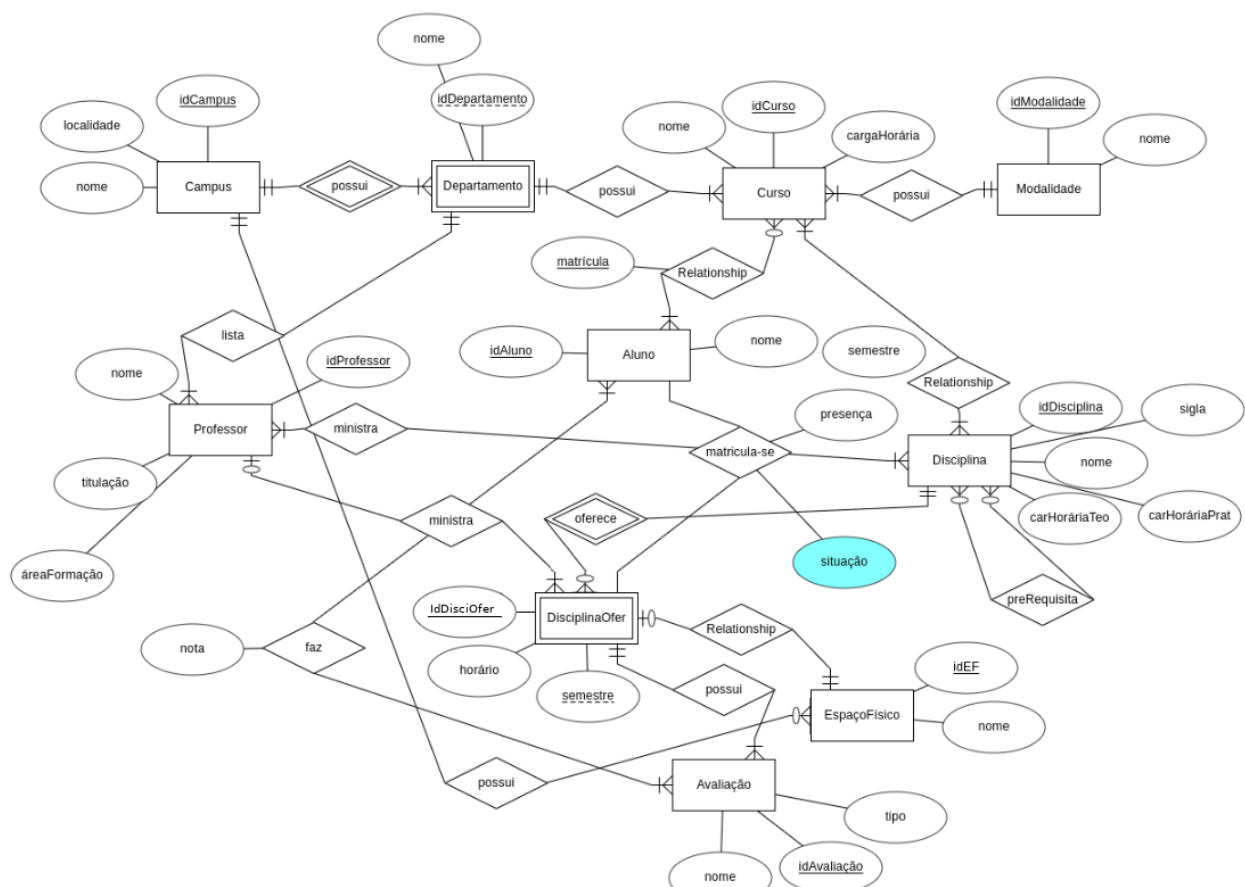 nome
idDepartamento
idCampus
localidade
nome
Campus
possui
Departamento
possui
nome
idCurso
cargaHorária
Curso
possui
idModalidade
nome
Modalidade
matrícula
Relationship
lista
idAluno
Aluno
nome
semestre
Relationship
nome
idProfessor
Professor
ministra
titulação
áreaFormação
presença
matricula-se
idDisciplina
sigla
Disciplina
nome
carHoráriaTeo
carHoráriaPrat
ministra
oferece
situação
preRequisita
IdDisciOfer
DisciplinaOfer
horário
semestre
Relationship
nota
faz
possui
idEF
EspaçoFísico
nome
possui
Avaliação
tipo
idAvaliação
nome